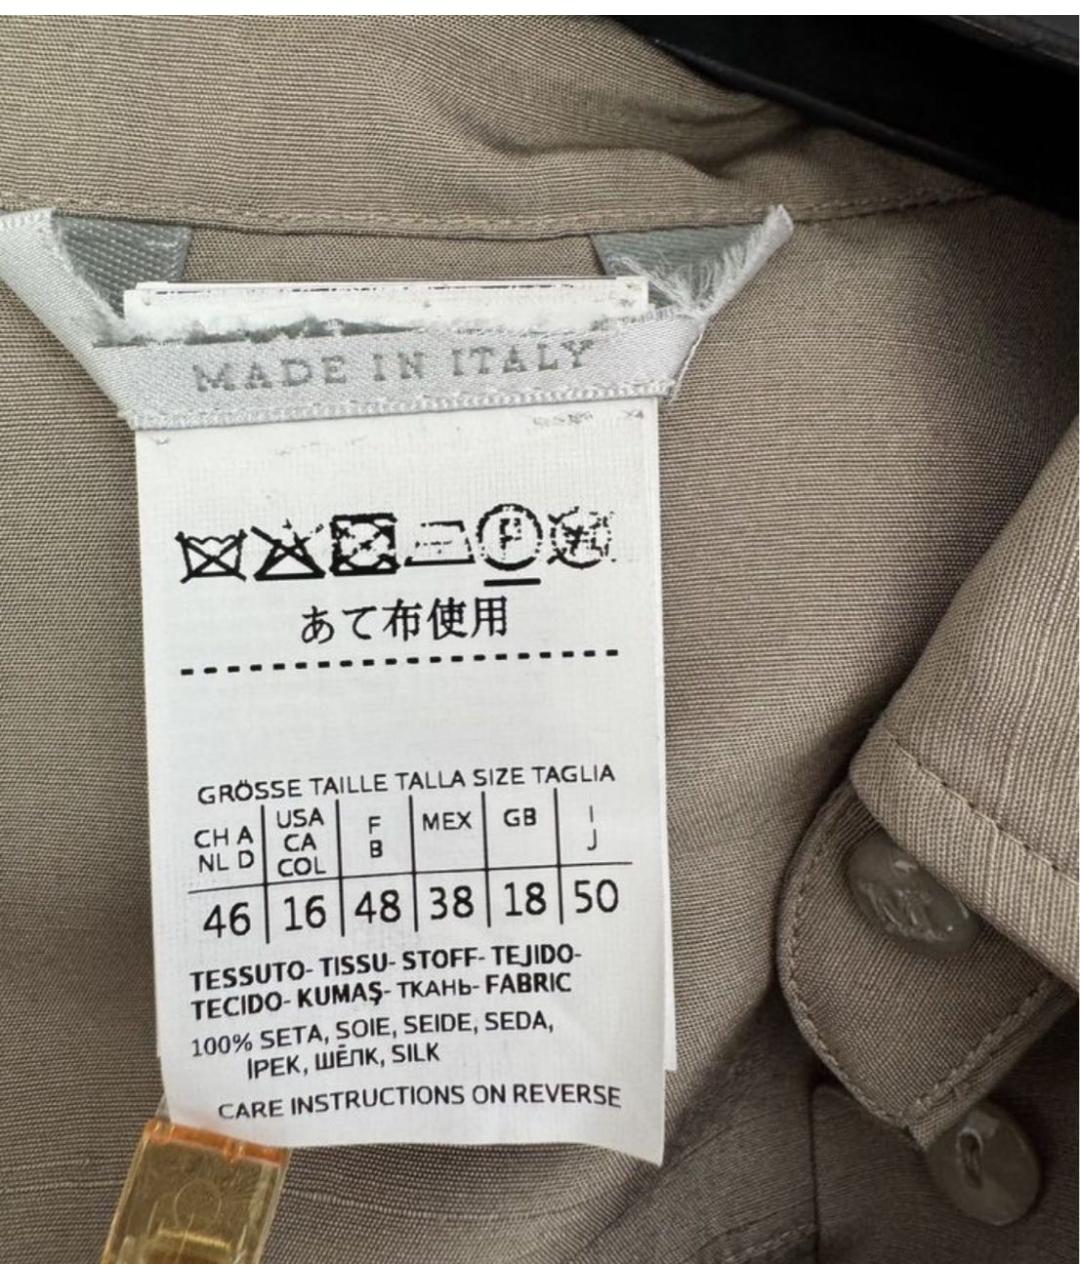 MADE IN ITALY
P
あて布使用
GRÖSSE TAILLE TALLA SIZE TAGLIA
CH A NL D USA CA COL F B MEX GB I J
46 16 48 38 18 50
TESSUTO- TISSU- STOFF- TEJIDO-
TECIDO- KUMAŞ- ТКАНЬ- FABRIC
100% SETA, SOIE, SEIDE, SEDA,
İPEK, ШЁЛК, SILK
CARE INSTRUCTIONS ON REVERSE